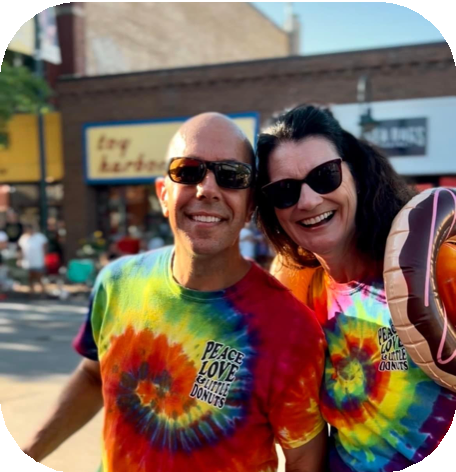 toy
harbor
PEACE
LOVE
& LITTLE
DONUTS
PEACE
LOVE
& LITTLE
DONUTS